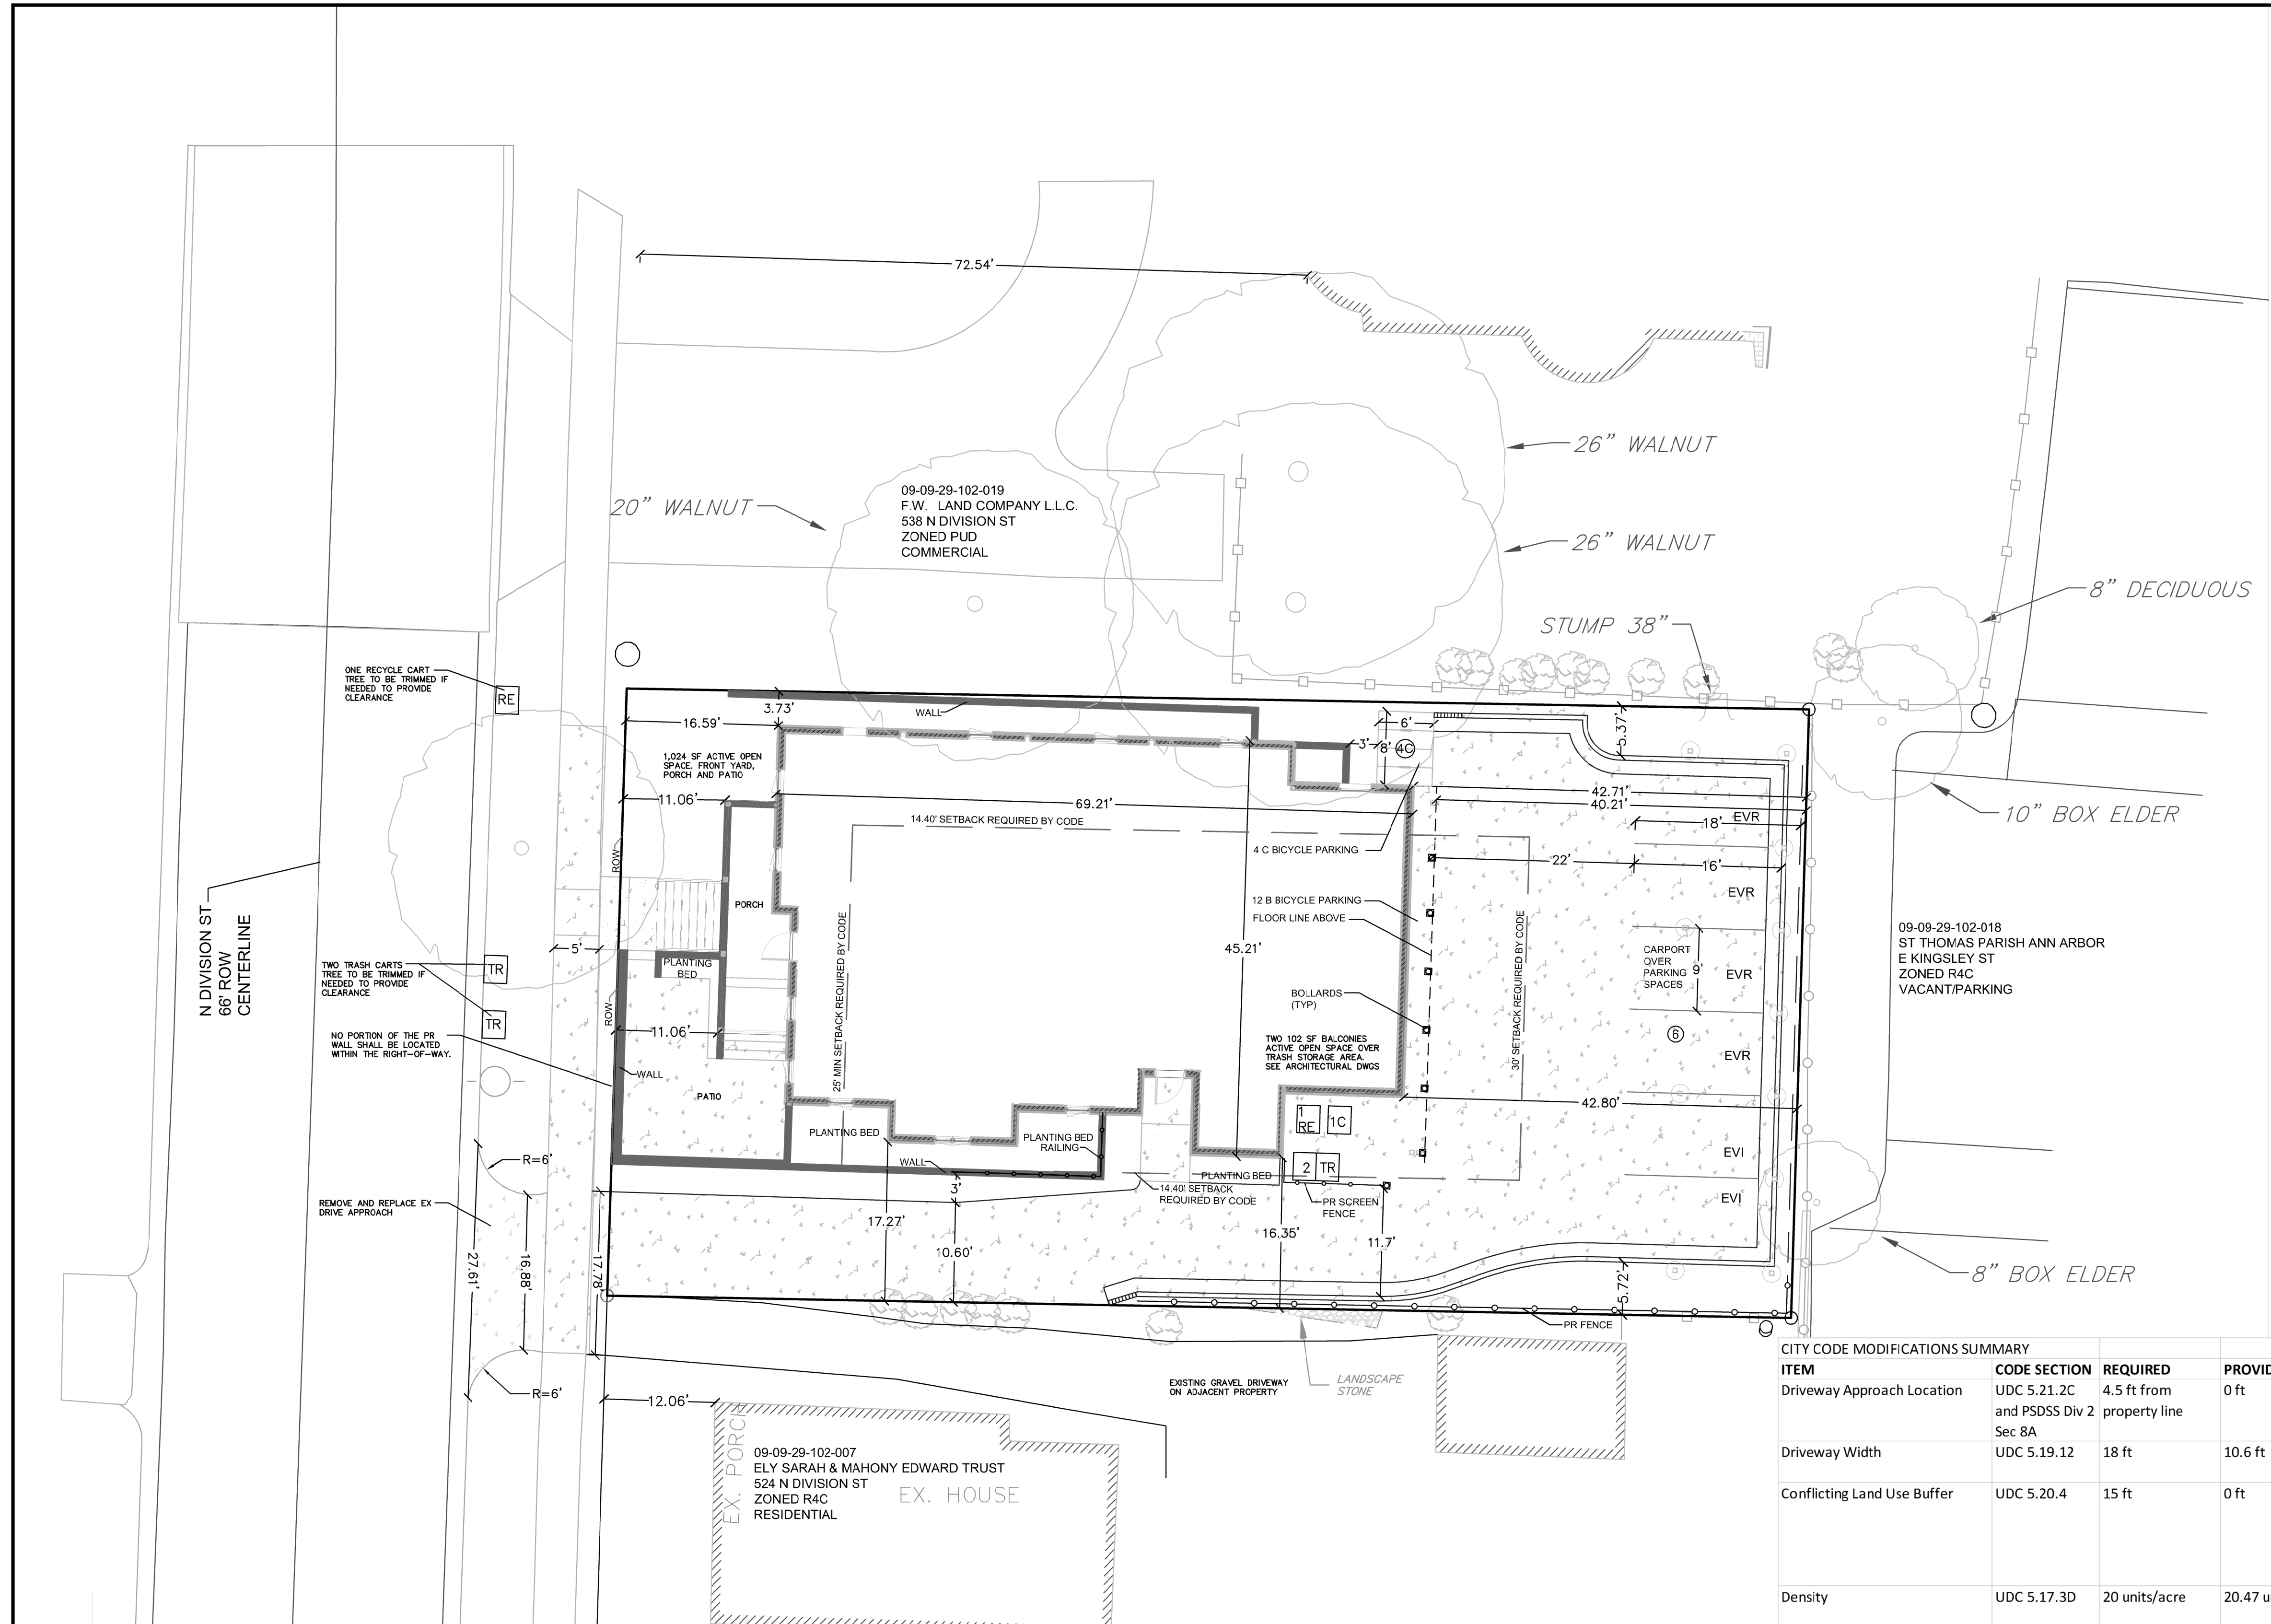 72.54'
26" WALNUT
20" WALNUT
09-09-29-102-019
F.W. LAND COMPANY L.L.C.
538 N DIVISION ST
ZONED PUD
COMMERCIAL
26" WALNUT
8" DECIDUOUS
STUMP 38"
ONE RECYCLE CART
TREE TO BE TRIMMED IF
NEEDED TO PROVIDE
CLEARANCE
RE
3.73'
16.59'
WALL
6'
3'
8'
4C
5.37'
1,024 SF ACTIVE OPEN
SPACE. FRONT YARD,
PORCH AND PATIO
11.06'
69.21'
42.71'
40.21'
18'
EVR
10" BOX ELDER
14.40' SETBACK REQUIRED BY CODE
ROW
4 C BICYCLE PARKING
22'
16'
EVR
PORCH
12 B BICYCLE PARKING
FLOOR LINE ABOVE
N DIVISION ST
66' ROW
CENTERLINE
5'
45.21'
25' MIN SETBACK REQUIRED BY CODE
30' SETBACK REQUIRED BY CODE
CARPORT
OVER
PARKING
SPACES
9'
EVR
09-09-29-102-018
ST THOMAS PARISH ANN ARBOR
E KINGSLEY ST
ZONED R4C
VACANT/PARKING
TWO TRASH CARTS
TREE TO BE TRIMMED IF
NEEDED TO PROVIDE
CLEARANCE
TR
PLANTING
BED
BOLLARDS
(TYP)
ROW
TR
11.06'
6
NO PORTION OF THE PR
WALL SHALL BE LOCATED
WITHIN THE RIGHT-OF-WAY.
TWO 102 SF BALCONIES
ACTIVE OPEN SPACE OVER
TRASH STORAGE AREA.
SEE ARCHITECTURAL DWGS
EVR
WALL
PATIO
42.80'
1
RE
1C
PLANTING BED
PLANTING BED
RAILING
EVI
R=6'
WALL
2
TR
PLANTING BED
3'
14.40' SETBACK
REQUIRED BY CODE
PR SCREEN
FENCE
EVI
REMOVE AND REPLACE EX
DRIVE APPROACH
17.27'
16.35'
11.7'
10.60'
27.61'
16.88'
17.78'
5.72'
8" BOX ELDER
PR FENCE
R=6'
12.06'
EXISTING GRAVEL DRIVEWAY
ON ADJACENT PROPERTY
LANDSCAPE
STONE
EX. PORCH
09-09-29-102-007
ELY SARAH & MAHONY EDWARD TRUST
524 N DIVISION ST
ZONED R4C
RESIDENTIAL
EX. HOUSE
CITY CODE MODIFICATIONS SUMMARY
ITEM CODE SECTION REQUIRED PROVID
Driveway Approach Location UDC 5.21.2C 4.5 ft from 0 ft
and PSDSS Div 2 property line
Sec 8A
Driveway Width UDC 5.19.12 18 ft 10.6 ft
Conflicting Land Use Buffer UDC 5.20.4 15 ft 0 ft
Density UDC 5.17.3D 20 units/acre 20.47 u